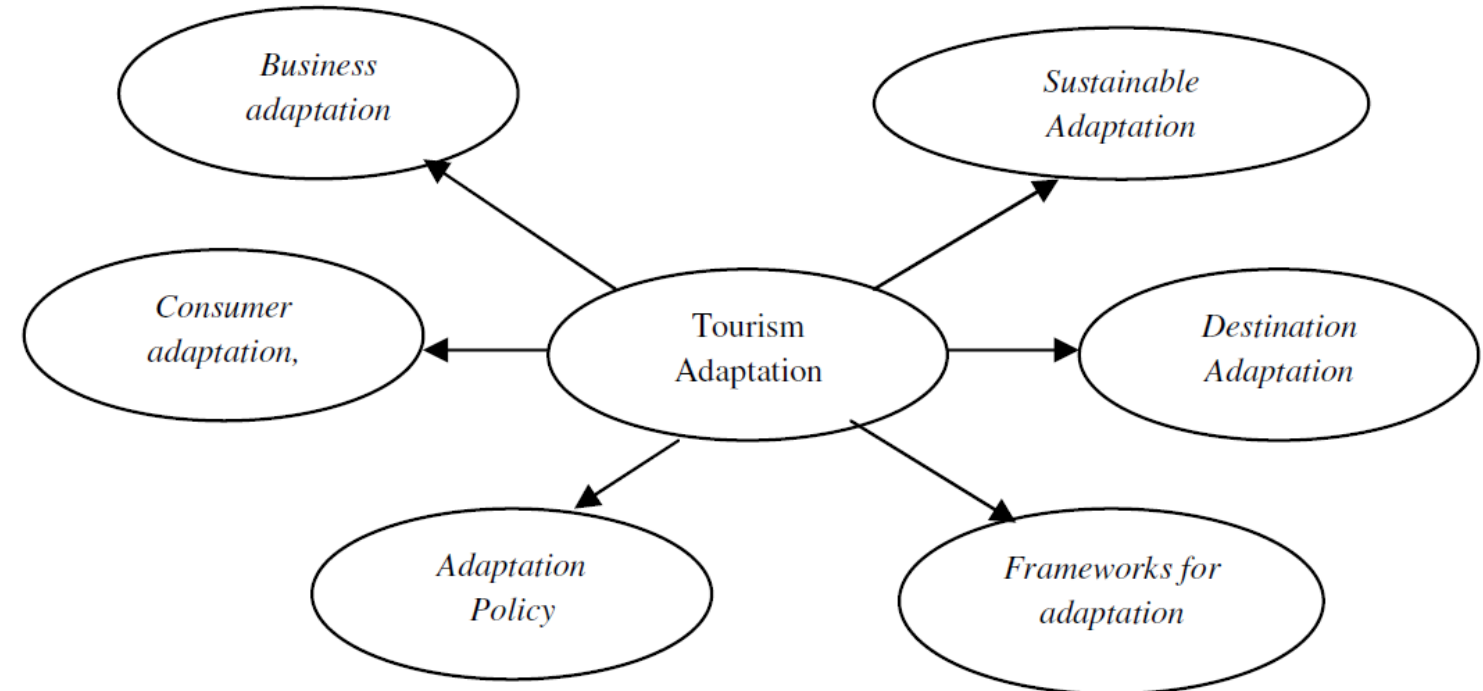 Business
adaptation
Sustainable
Adaptation
Consumer
adaptation,
Tourism
Adaptation
Destination
Adaptation
Adaptation
Policy
Frameworks for
adaptation